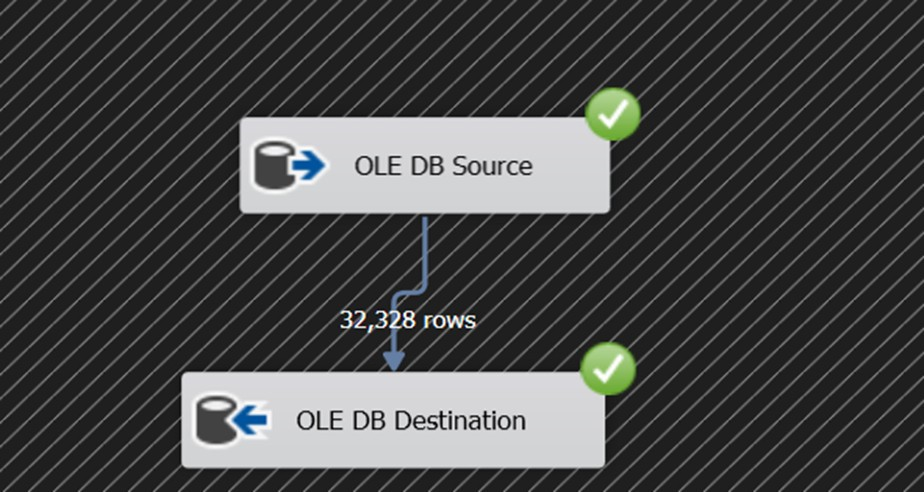 OLE DB Source
32,328 rows
OLE DB Destination